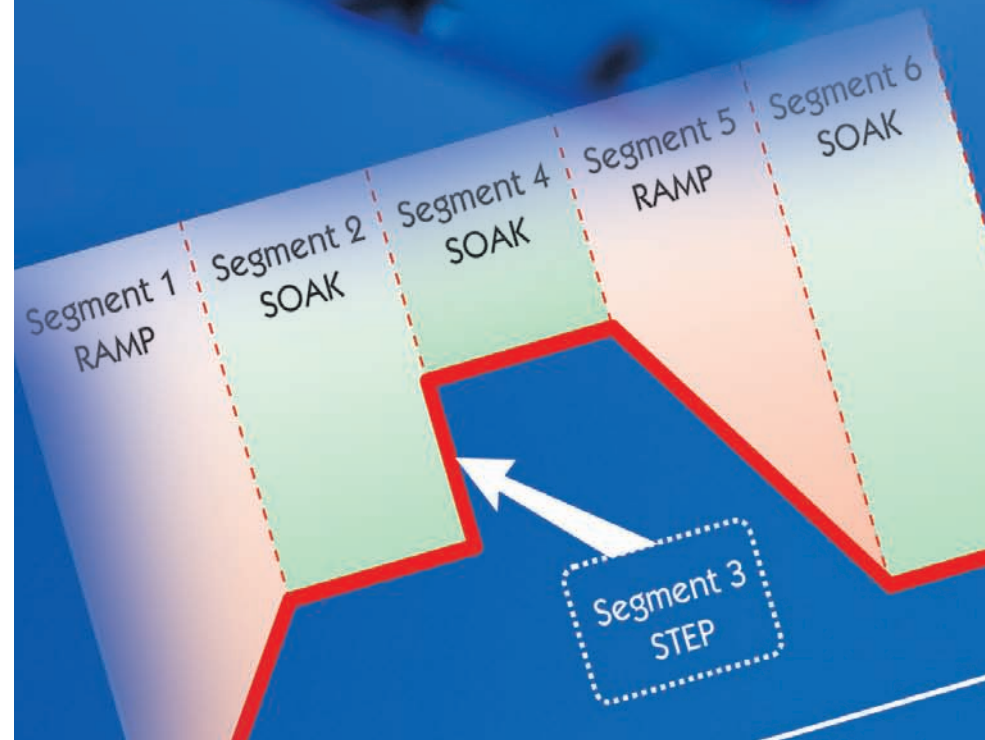 Segment 1
RAMP
Segment 2
SOAK
Segment 4
SOAK
Segment 5
RAMP
Segment 6
SOAK
Segment 3
STEP